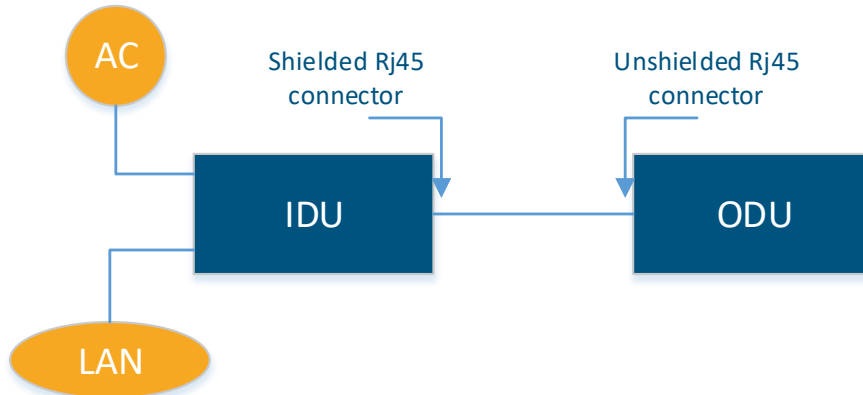 AC
Shielded Rj45
connector
Unshielded Rj45
connector
IDU
ODU
LAN